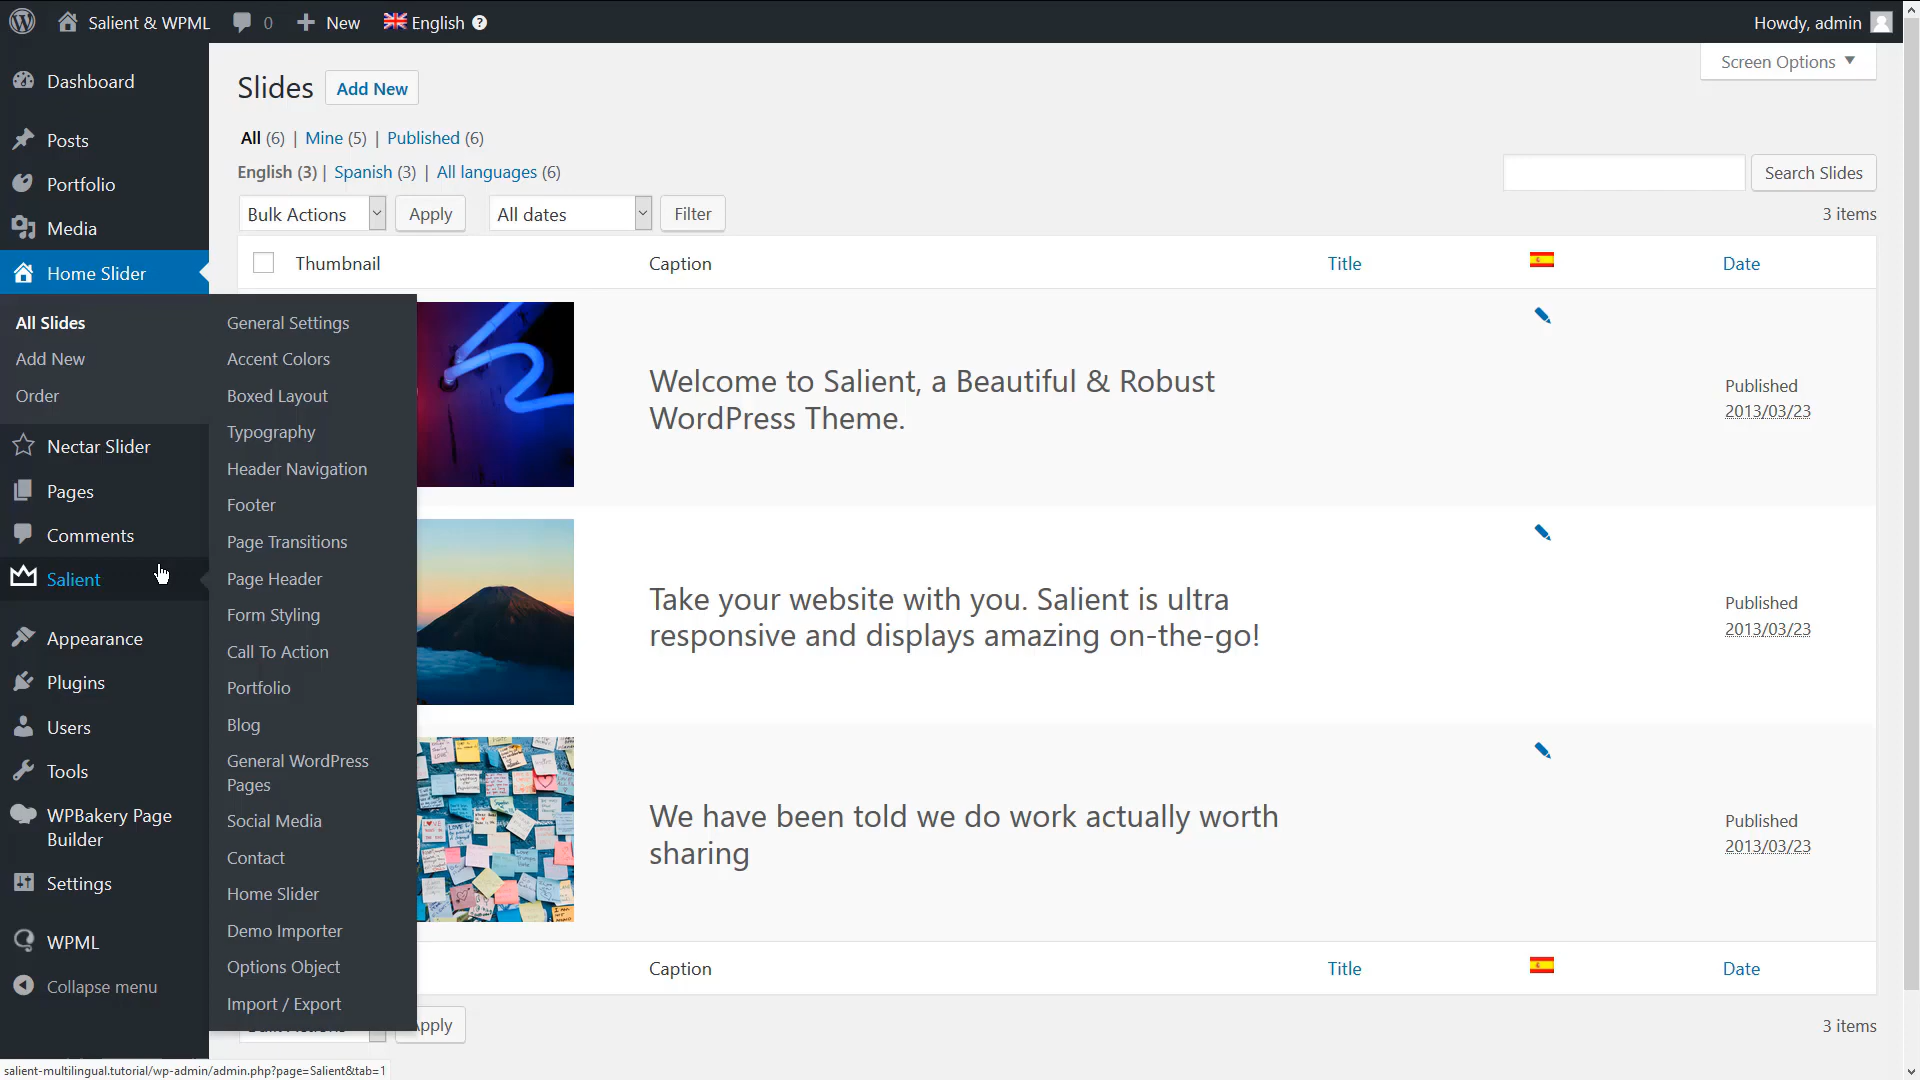 Salient & WPML 0 New English ? Howdy, admin
Screen Options
Slides Add New
All (6) | Mine (5) | Published (6)
English (3) | Spanish (3) | All languages (6)
Search Slides
Bulk Actions Apply All dates Filter 3 items
Thumbnail Caption Title Date
Dashboard
Posts
Portfolio
Media
Home Slider
All Slides
Add New
Order
Nectar Slider
Pages
Comments
Salient
Appearance
Plugins
Users
Tools
WPBakery Page
Builder
Settings
WPML
Collapse menu
General Settings
Accent Colors
Boxed Layout
Typography
Header Navigation
Footer
Page Transitions
Page Header
Form Styling
Call To Action
Portfolio
Blog
General WordPress
Pages
Social Media
Contact
Home Slider
Demo Importer
Options Object
Import / Export
Welcome to Salient, a Beautiful & Robust
WordPress Theme.
Published
2013/03/23
Take your website with you. Salient is ultra
responsive and displays amazing on-the-go!
Published
2013/03/23
We have been told we do work actually worth
sharing
Published
2013/03/23
Caption Title Date
pply 3 items
salient-multilingual.tutorial/wp-admin/admin.php?page=Salient&tab=1